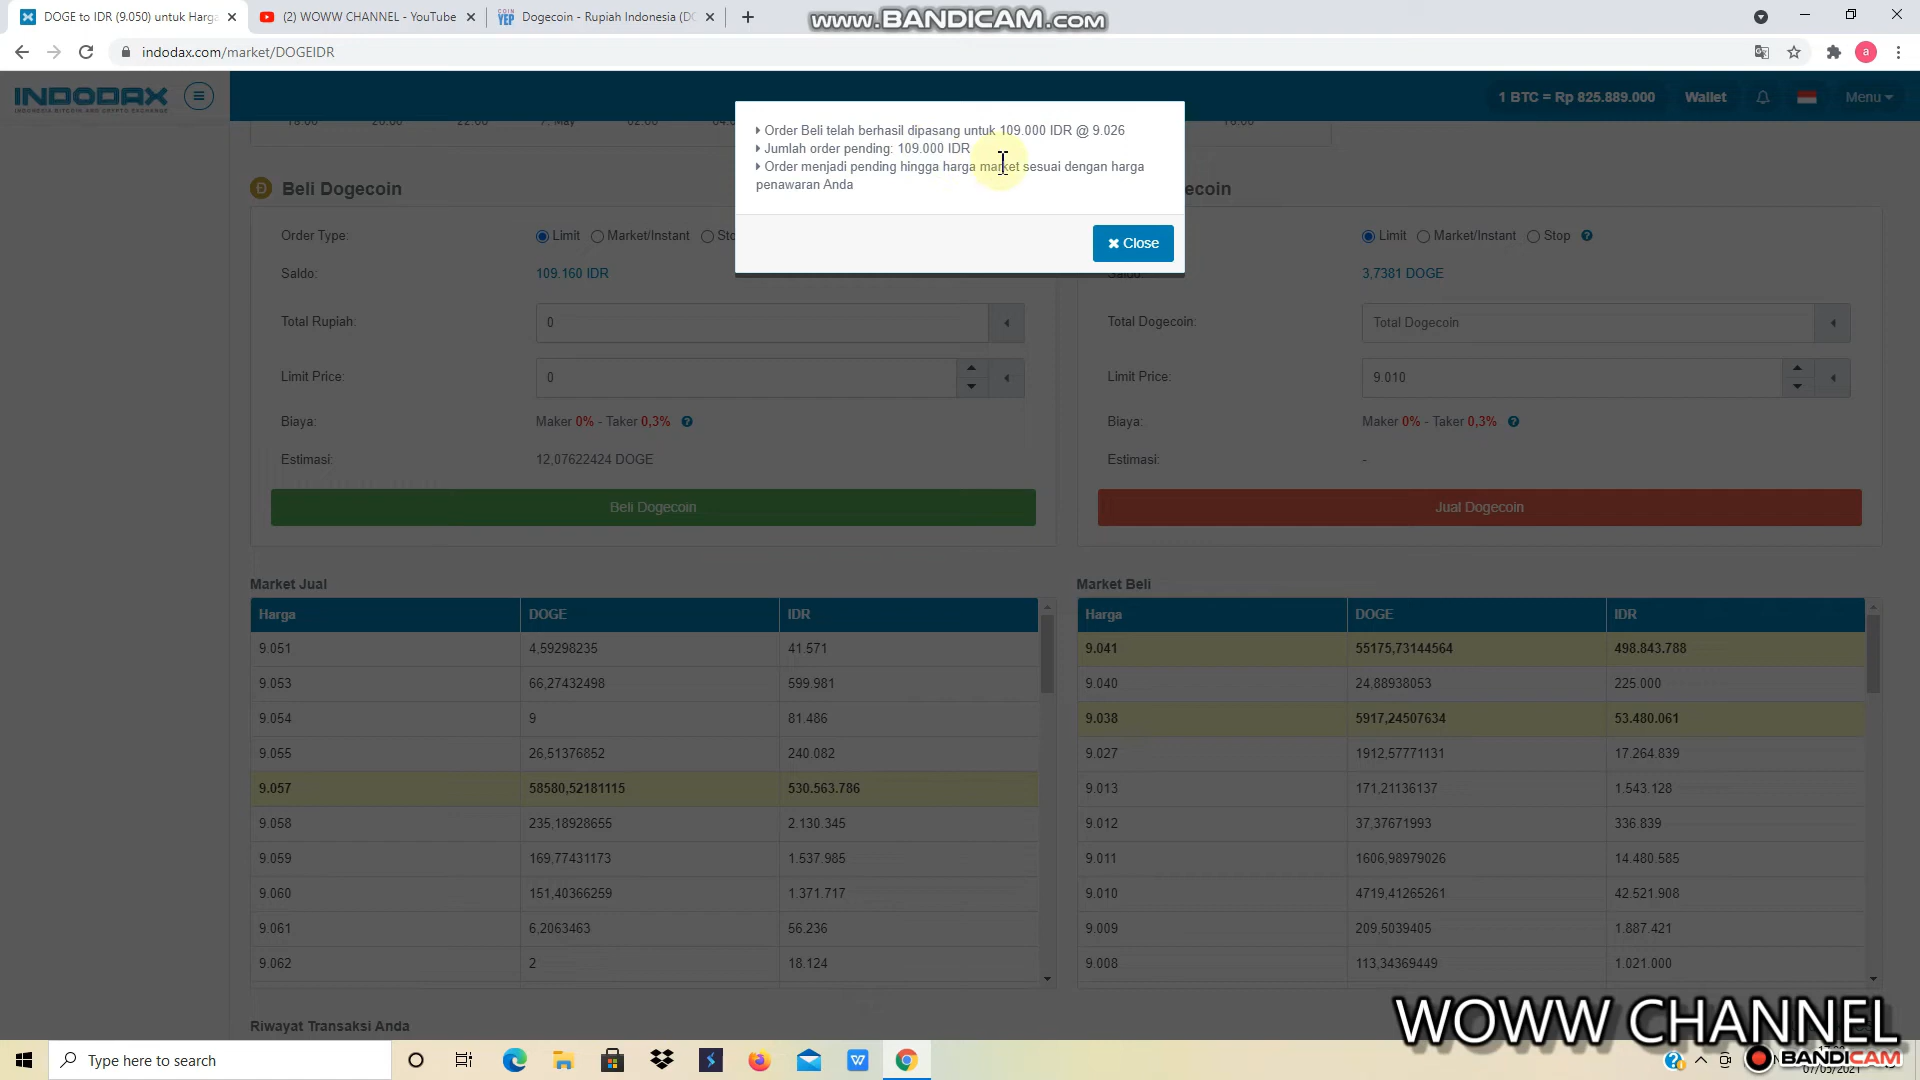 DOGE to IDR (9.050) untuk Harga
(2) WOWW CHANNEL - YouTube
Dogecoin - Rupiah Indonesia (DO
www.BANDICAM.com
indodax.com/market/DOGEIDR
a
INDODAX
INDONESIA BITCOIN AND CRYPTO EXCHANGE
1 BTC = Rp 825.889.000
Wallet
Menu
18:00
22:00
7. May
02:00
16:00
Order Beli telah berhasil dipasang untuk 109.000 IDR @ 9.026
Jumlah order pending: 109.000 IDR
Order menjadi pending hingga harga market sesuai dengan harga
penawaran Anda
Close
Beli Dogecoin
Order Type:
Limit
Market/Instant
Saldo:
109.160 IDR
Total Rupiah:
0
Limit Price:
0
Biaya:
Maker 0% - Taker 0,3%
Estimasi:
12,07622424 DOGE
Beli Dogecoin
Limit
Market/Instant
Stop
Saldo:
3,7381 DOGE
Total Dogecoin:
Total Dogecoin
Limit Price:
9.010
Biaya:
Maker 0% - Taker 0,3%
Estimasi:
-
Jual Dogecoin
Market Jual
Harga DOGE IDR
9.051 4,59298235 41.571
9.053 66,27432498 599.981
9.054 9 81.486
9.055 26,51376852 240.082
9.057 58580,52181115 530.563.786
9.058 235,18928655 2.130.345
9.059 169,77431173 1.537.985
9.060 151,40366259 1.371.717
9.061 6,2063463 56.236
9.062 2 18.124
Market Beli
Harga DOGE IDR
9.041 55175,73144564 498.843.788
9.040 24,88938053 225.000
9.038 5917,24507634 53.480.061
9.027 1912,57771131 17.264.839
9.013 171,21136137 1.543.128
9.012 37,37671993 336.839
9.011 1606,98979026 14.480.585
9.010 4719,41265261 42.521.908
9.009 209,5039405 1.887.421
9.008 113,34369449 1.021.000
Riwayat Transaksi Anda
WOWW CHANNEL
Type here to search
BANDICAM
07/05/2021